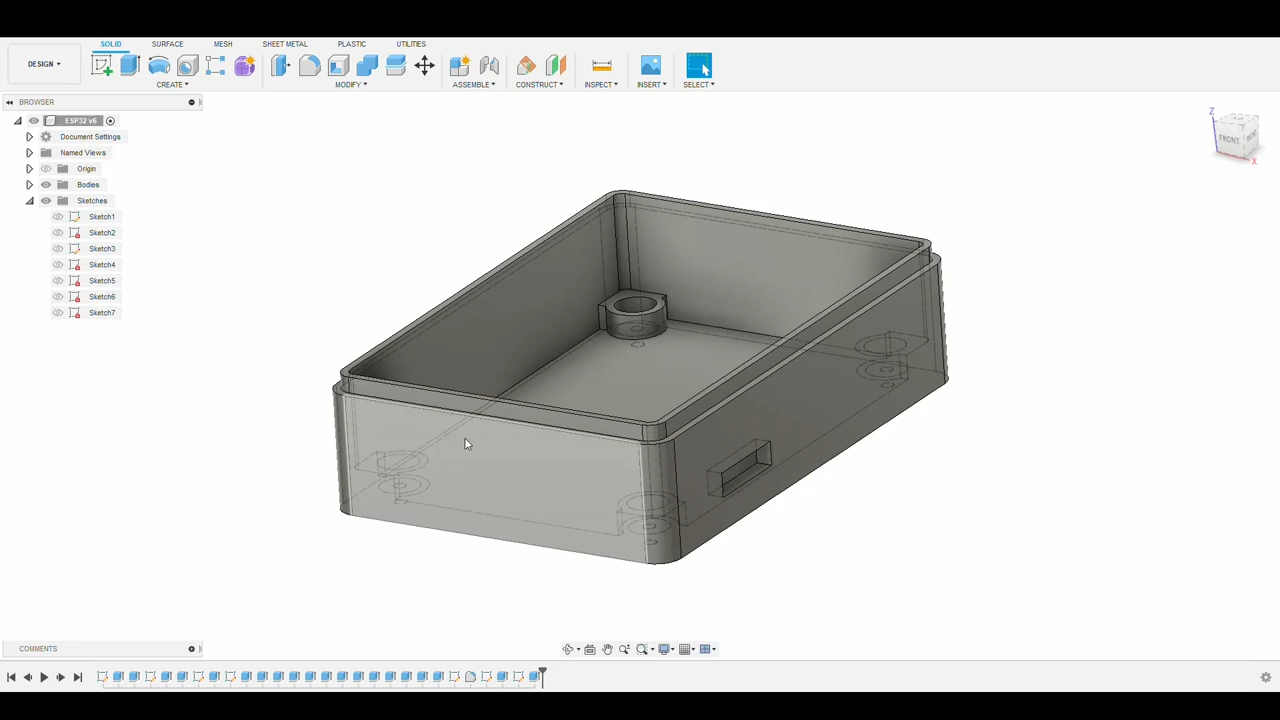 SOLID SURFACE MESH SHEET METAL PLASTIC UTILITIES
DESIGN
CREATE MODIFY ASSEMBLE CONSTRUCT INSPECT INSERT SELECT
BROWSER
ESP32 v6
Document Settings
Named Views
Origin
Bodies
Sketches
Sketch1
Sketch2
Sketch3
Sketch4
Sketch5
Sketch6
Sketch7
Z
FRONT
X
COMMENTS